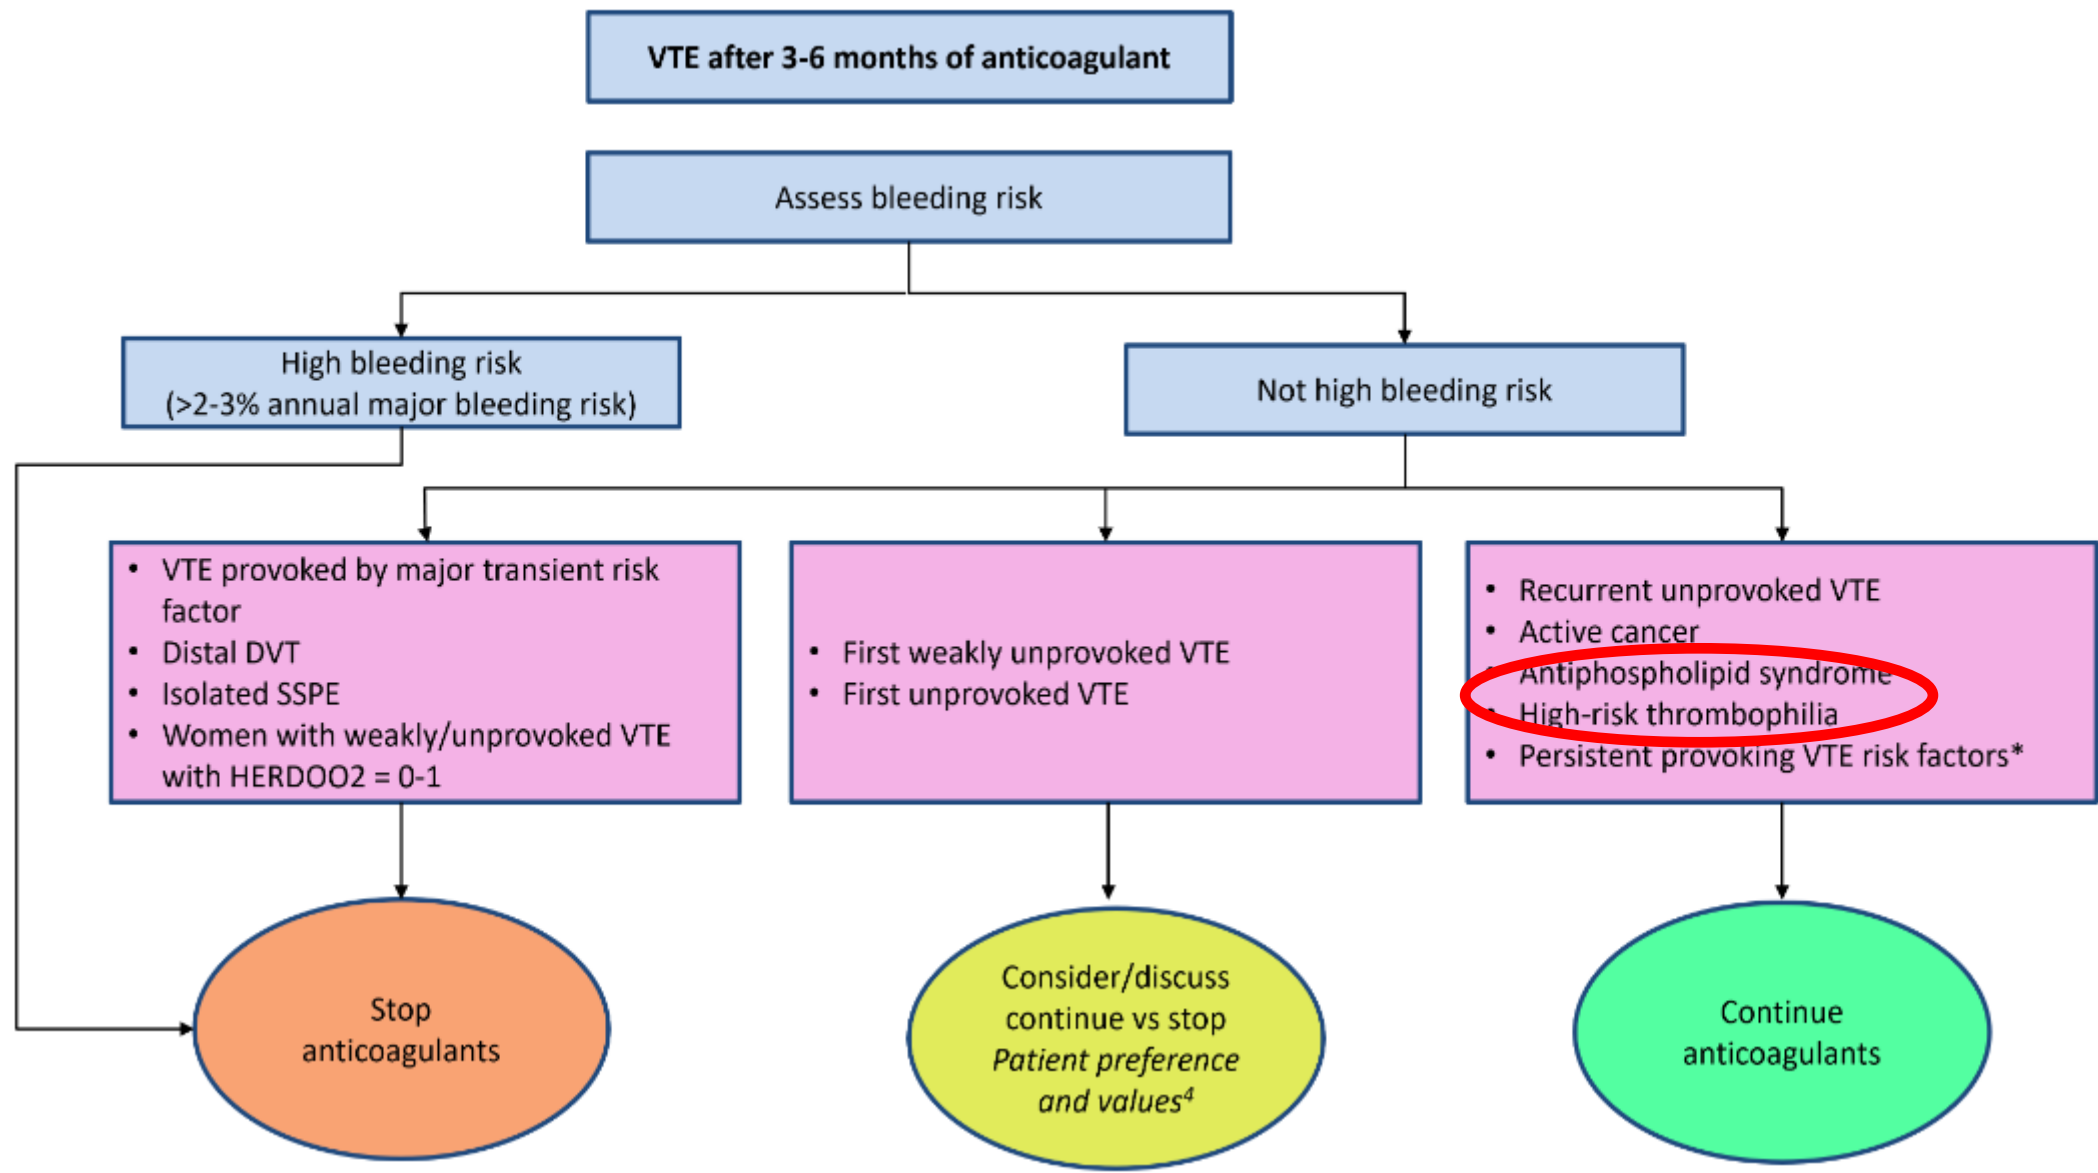 VTE after 3-6 months of anticoagulant
Assess bleeding risk
High bleeding risk
(>2-3% annual major bleeding risk)
Not high bleeding risk
• VTE provoked by major transient risk
factor
• Distal DVT
• Isolated SSPE
• Women with weakly/unprovoked VTE
with HERDOO2 = 0-1
• First weakly unprovoked VTE
• First unprovoked VTE
• Recurrent unprovoked VTE
• Active cancer
• Antiphospholipid syndrome
• High-risk thrombophilia
• Persistent provoking VTE risk factors*
Stop
anticoagulants
Consider/discuss
continue vs stop
Patient preference
and values⁴
Continue
anticoagulants